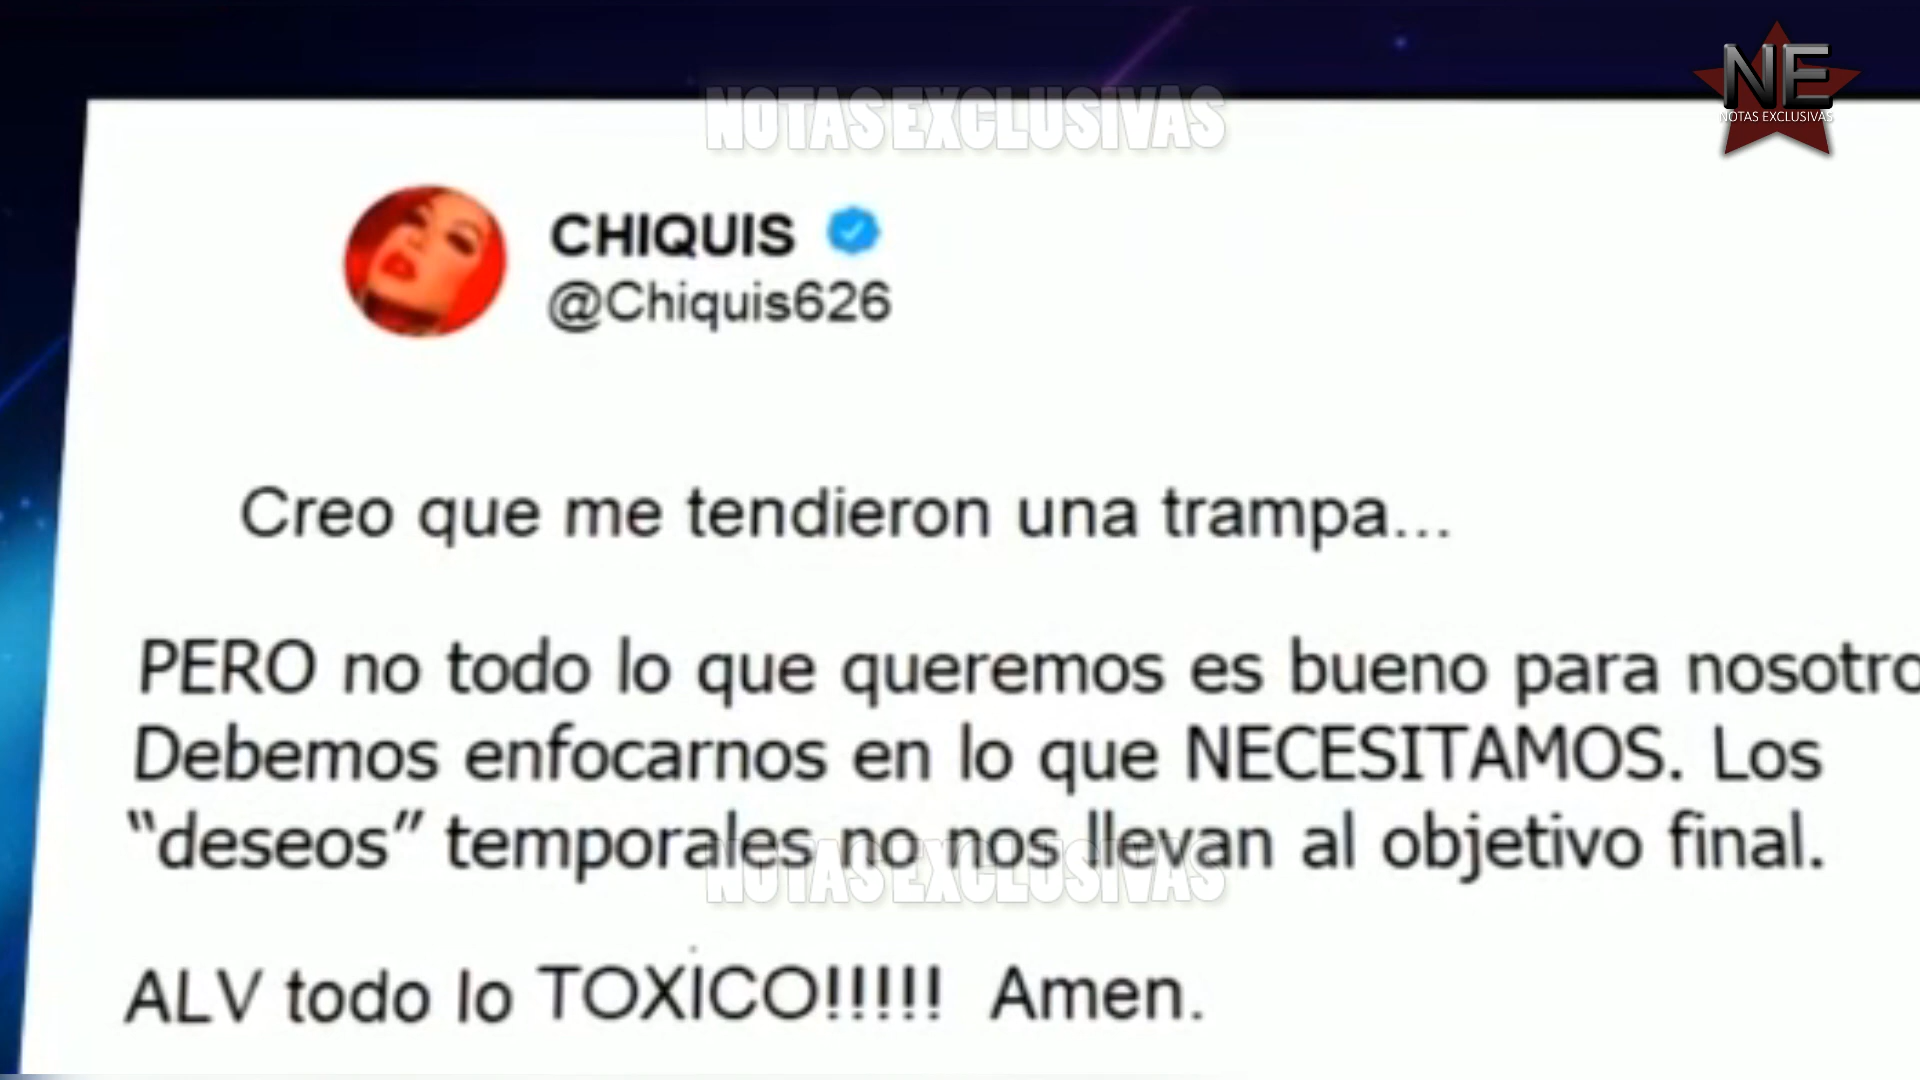 NE
NOTAS EXCLUSIVAS
NOTAS EXCLUSIVAS
CHIQUIS
@Chiquis626
Creo que me tendieron una trampa...
PERO no todo lo que queremos es bueno para nosotro
Debemos enfocarnos en lo que NECESITAMOS. Los
“deseos” temporales no nos llevan al objetivo final.
NOTAS EXCLUSIVAS
ALV todo lo TOXİCO!!!!! Amen.